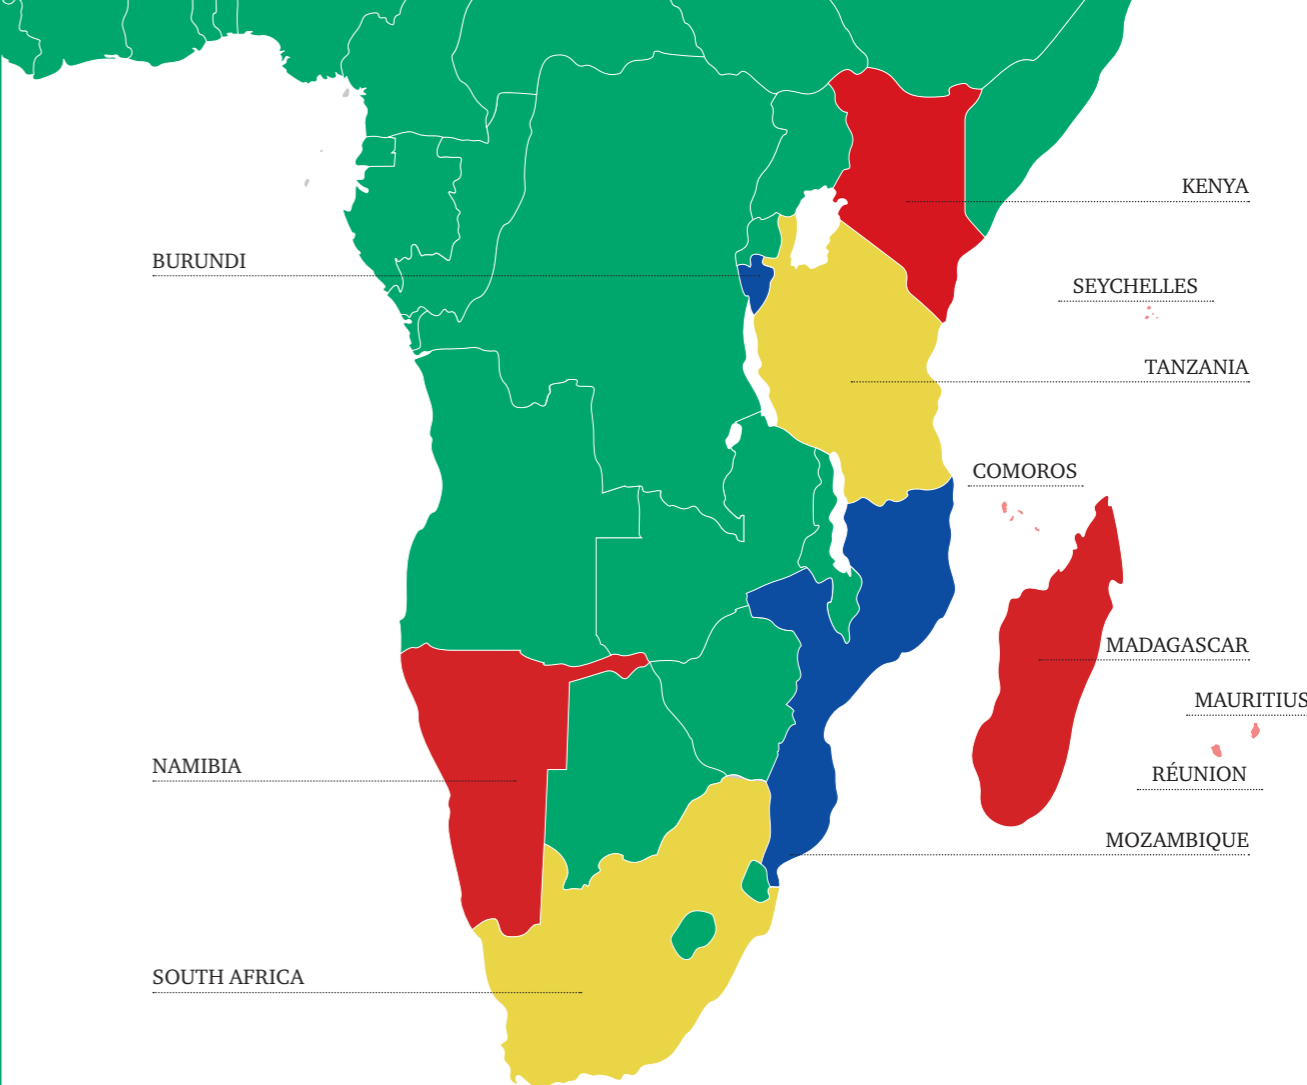 KENYA
BURUNDI
SEYCHELLES
TANZANIA
COMOROS
MADAGASCAR
MAURITIUS
NAMIBIA
RÉUNION
MOZAMBIQUE
SOUTH AFRICA